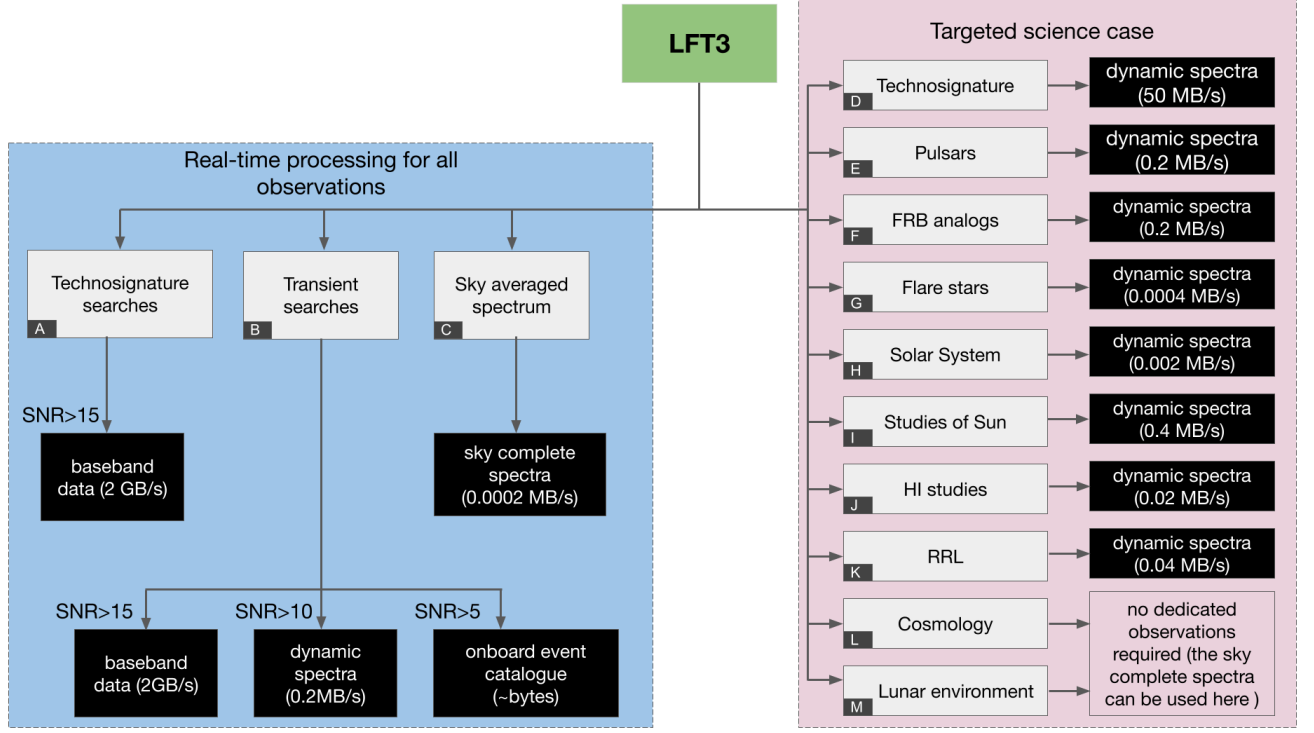 LFT3
Real-time processing for all
observations
Technosignature
searches
A
Transient
searches
B
Sky averaged
spectrum
C
SNR>15
baseband
data (2 GB/s)
sky complete
spectra
(0.0002 MB/s)
SNR>15
baseband
data (2GB/s)
SNR>10
dynamic
spectra
(0.2MB/s)
SNR>5
onboard event
catalogue
(~bytes)
Targeted science case
Technosignature
D
dynamic spectra
(50 MB/s)
Pulsars
E
dynamic spectra
(0.2 MB/s)
FRB analogs
F
dynamic spectra
(0.2 MB/s)
Flare stars
G
dynamic spectra
(0.0004 MB/s)
Solar System
H
dynamic spectra
(0.002 MB/s)
Studies of Sun
I
dynamic spectra
(0.4 MB/s)
HI studies
J
dynamic spectra
(0.02 MB/s)
RRL
K
dynamic spectra
(0.04 MB/s)
Cosmology
L
Lunar environment
M
no dedicated
observations
required (the sky
complete spectra
can be used here )